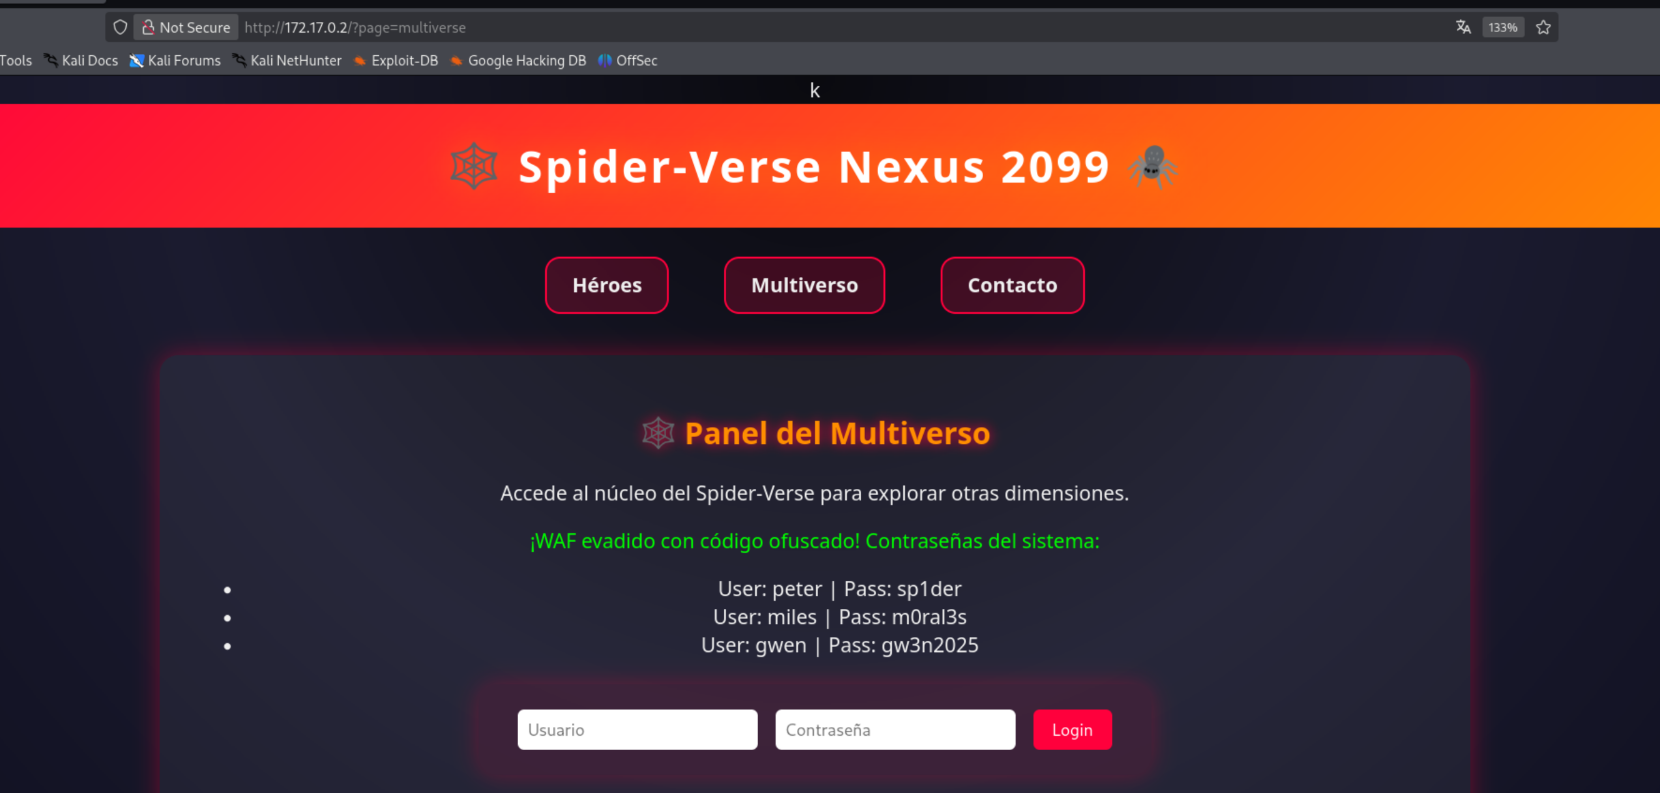 Not Secure http://172.17.0.2/?page=multiverse 133%
Tools Kali Docs Kali Forums Kali NetHunter Exploit-DB Google Hacking DB OffSec
k
Spider-Verse Nexus 2099
Héroes Multiverso Contacto
Panel del Multiverso
Accede al núcleo del Spider-Verse para explorar otras dimensiones.
¡WAF evadido con código ofuscado! Contraseñas del sistema:
User: peter | Pass: sp1der
User: miles | Pass: m0ral3s
User: gwen | Pass: gw3n2025
Usuario Contraseña Login